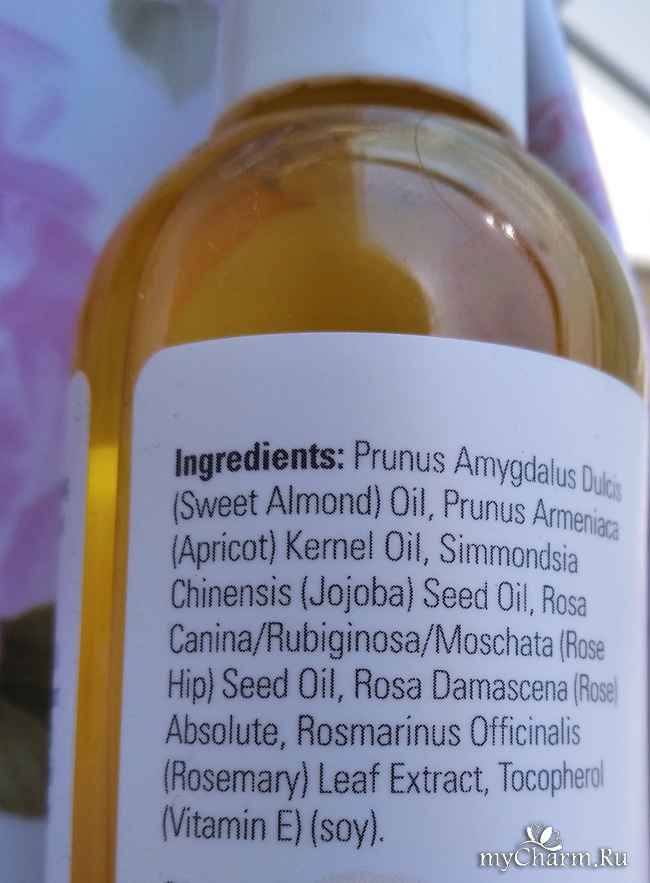 Ingredients: Prunus Amygdalus Dulcis
(Sweet Almond) Oil, Prunus Armeniaca
(Apricot) Kernel Oil, Simmondsia
Chinensis (Jojoba) Seed Oil, Rosa
Canina/Rubiginosa/Moschata (Rose
Hip) Seed Oil, Rosa Damascena (Rose)
Absolute, Rosmarinus Officinalis
(Rosemary) Leaf Extract, Tocopherol
(Vitamin E) (soy).
myCharm.Ru